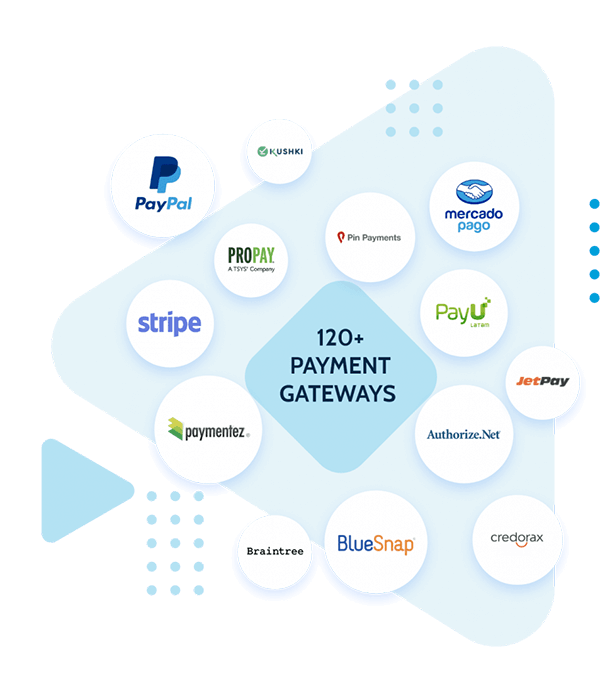 KUSHKI
PayPal
mercado
pago
Pin Payments
PROPAY
A TSYS® Company
stripe
PayU
LATAM
120+
PAYMENT
GATEWAYS
JetPay
paymentez®
Authorize.Net
Braintree
BlueSnap
credorax